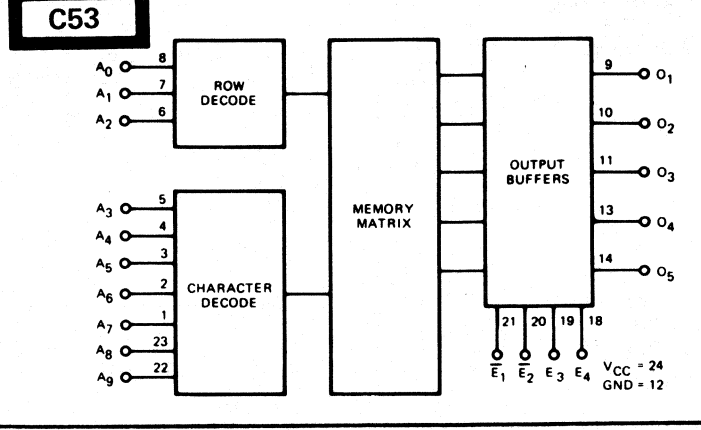 C53
A0 8
A1 7
A2 6
ROW
DECODE
A3 5
A4 4
A5 3
A6 2
A7 1
A8 23
A9 22
CHARACTER
DECODE
MEMORY
MATRIX
OUTPUT
BUFFERS
9 O1
10 O2
11 O3
13 O4
14 O5
21 20 19 18
E̅1 E̅2 E3 E4
VCC = 24
GND = 12